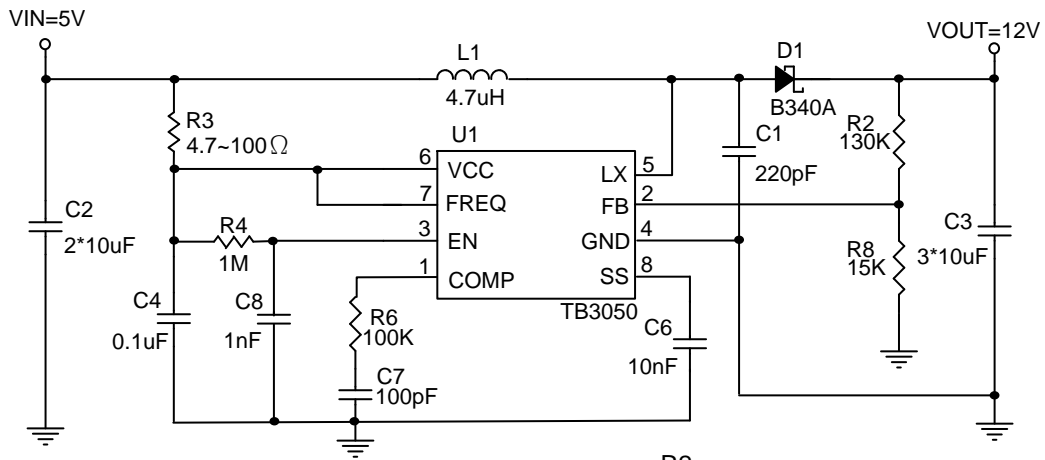 VIN=5V
VOUT=12V
L1
4.7uH
D1
B340A
R3
4.7~100Ω
U1
C1
220pF
R2
130K
6
VCC
LX
5
7
FREQ
FB
2
C2
2*10uF
R4
1M
3
EN
GND
4
R8
15K
C3
3*10uF
1
COMP
SS
8
C4
0.1uF
C8
1nF
R6
100K
TB3050
C6
10nF
C7
100pF